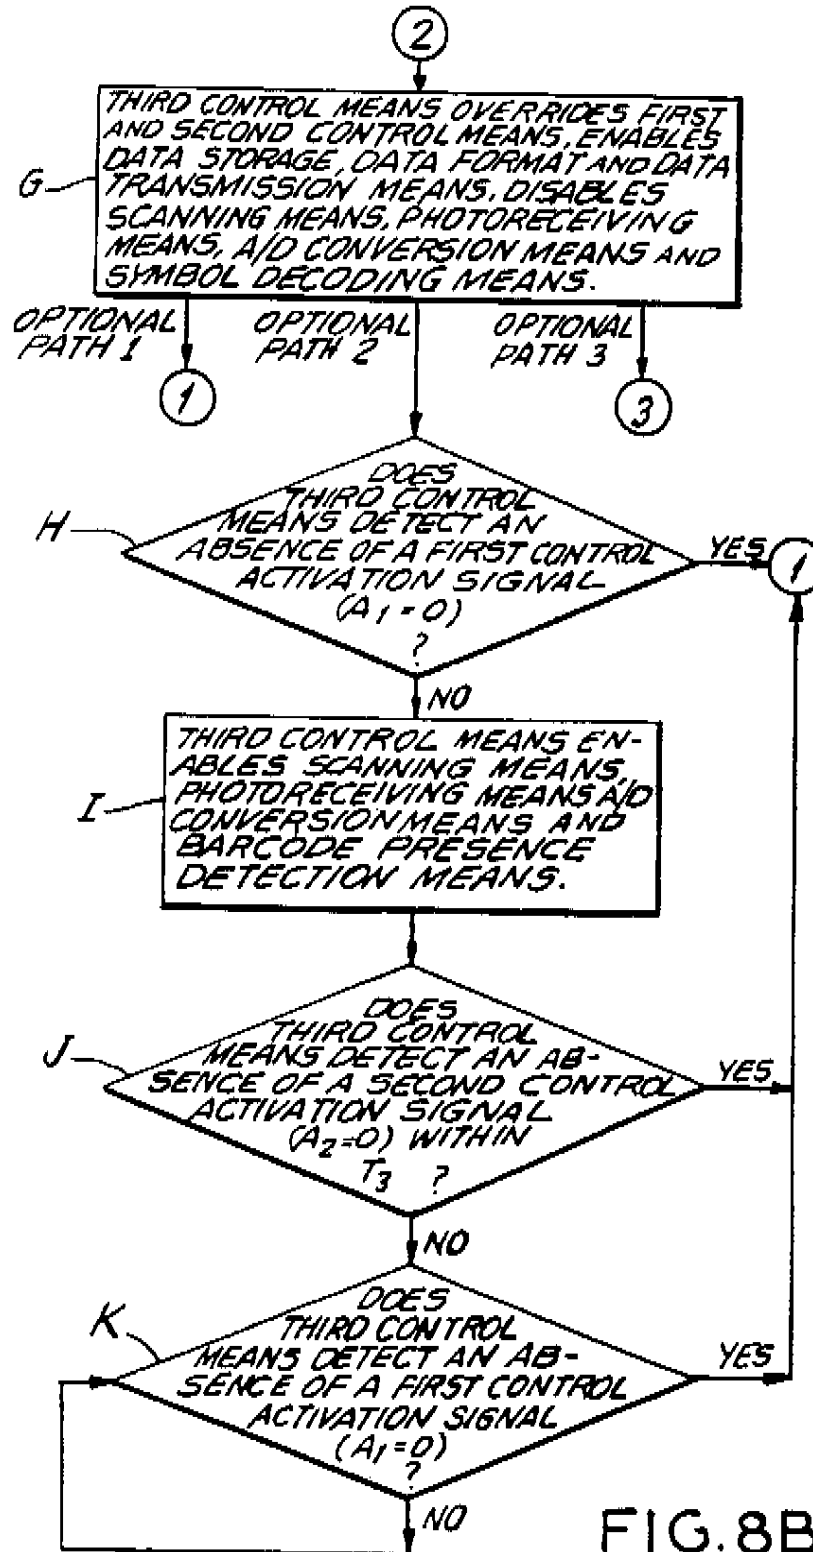 2
THIRD CONTROL MEANS OVERRIDES FIRST
AND SECOND CONTROL MEANS, ENABLES
DATA STORAGE, DATA FORMAT AND DATA
TRANSMISSION MEANS, DISABLES
SCANNING MEANS, PHOTORECEIVING
MEANS, A/D CONVERSION MEANS AND
SYMBOL DECODING MEANS.
G
OPTIONAL
PATH 1
OPTIONAL
PATH 2
OPTIONAL
PATH 3
1
3
H
DOES
THIRD CONTROL
MEANS DETECT AN
ABSENCE OF A FIRST CONTROL
ACTIVATION SIGNAL
(A1 = 0)
?
YES
1
NO
I
THIRD CONTROL MEANS EN-
ABLES SCANNING MEANS,
PHOTORECEIVING MEANS A/D
CONVERSION MEANS AND
BARCODE PRESENCE
DETECTION MEANS.
J
DOES
THIRD CONTROL
MEANS DETECT AN AB-
SENCE OF A SECOND CONTROL
ACTIVATION SIGNAL
(A2=0) WITHIN
T3 ?
YES
NO
K
DOES
THIRD CONTROL
MEANS DETECT AN AB-
SENCE OF A FIRST CONTROL
ACTIVATION SIGNAL
(A1=0)
?
YES
NO
FIG. 8B